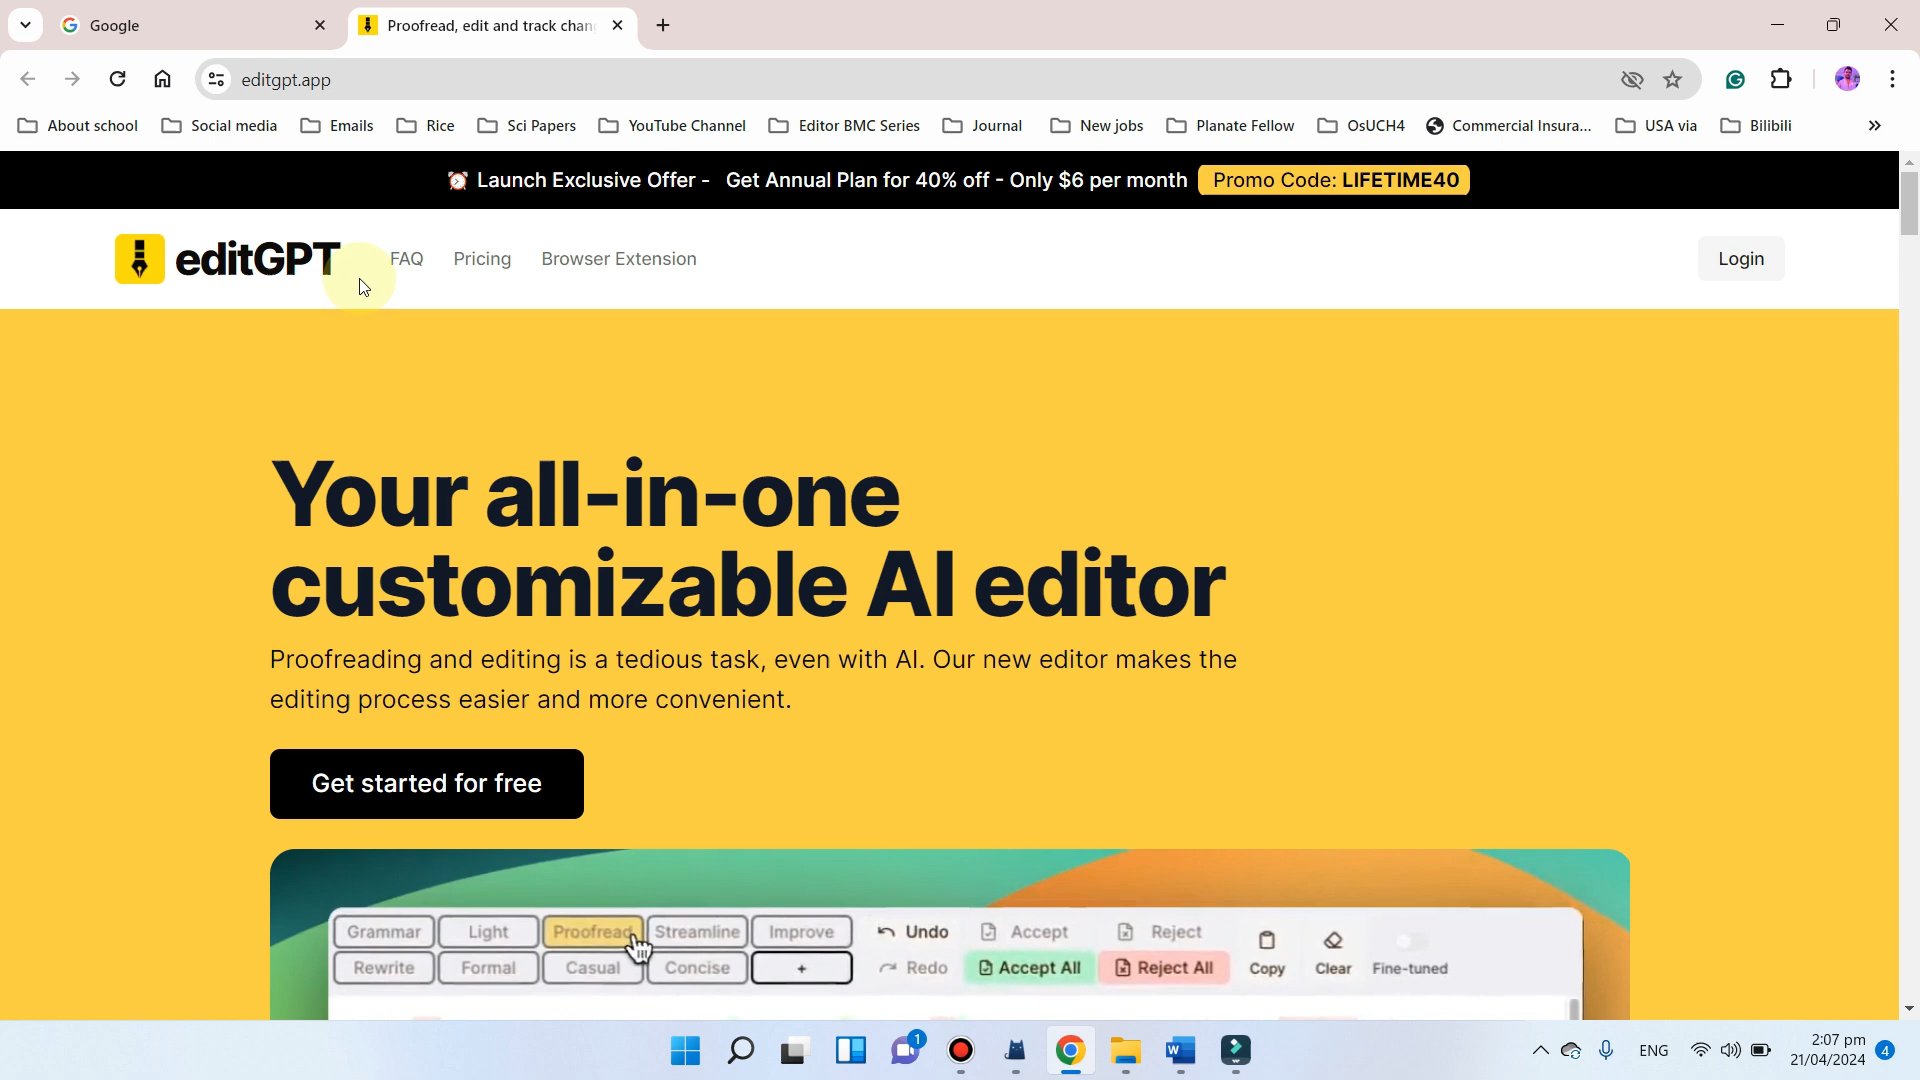 Google
Proofread, edit and track chan
editgpt.app
About school
Social media
Emails
Rice
Sci Papers
YouTube Channel
Editor BMC Series
Journal
New jobs
Planate Fellow
OsUCH4
Commercial Insura...
USA via
Bilibili
Launch Exclusive Offer - Get Annual Plan for 40% off - Only $6 per month Promo Code: LIFETIME40
editGPT
FAQ
Pricing
Browser Extension
Login
Your all-in-one
customizable AI editor
Proofreading and editing is a tedious task, even with AI. Our new editor makes the
editing process easier and more convenient.
Get started for free
Grammar
Light
Proofread
Streamline
Improve
Undo
Accept
Reject
Rewrite
Formal
Casual
Concise
+
Redo
Accept All
Reject All
Copy
Clear
Fine-tuned
1
W
ENG
2:07 pm
21/04/2024
4